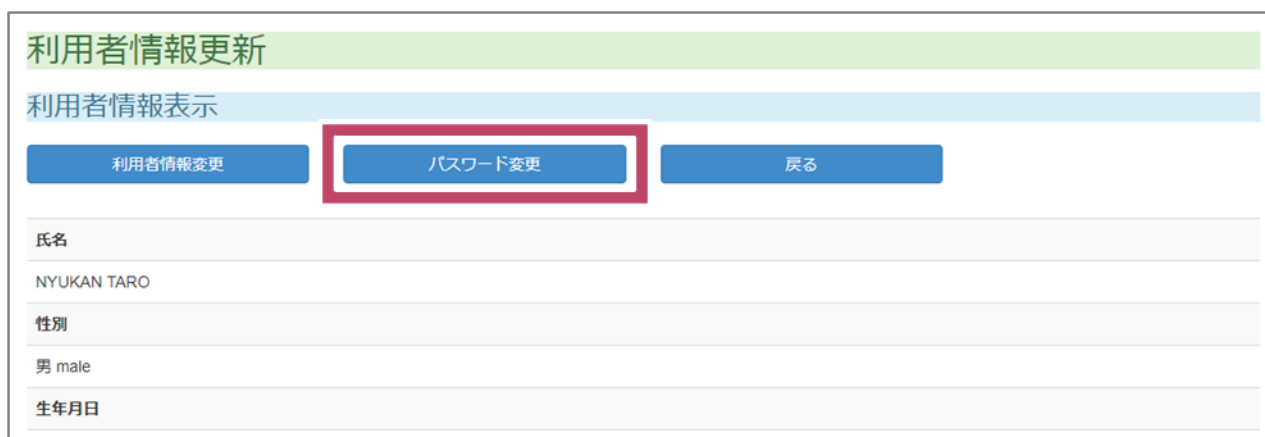 利用者情報更新
利用者情報表示
利用者情報変更 パスワード変更 戻る
氏名
NYUKAN TARO
性別
男 male
生年月日